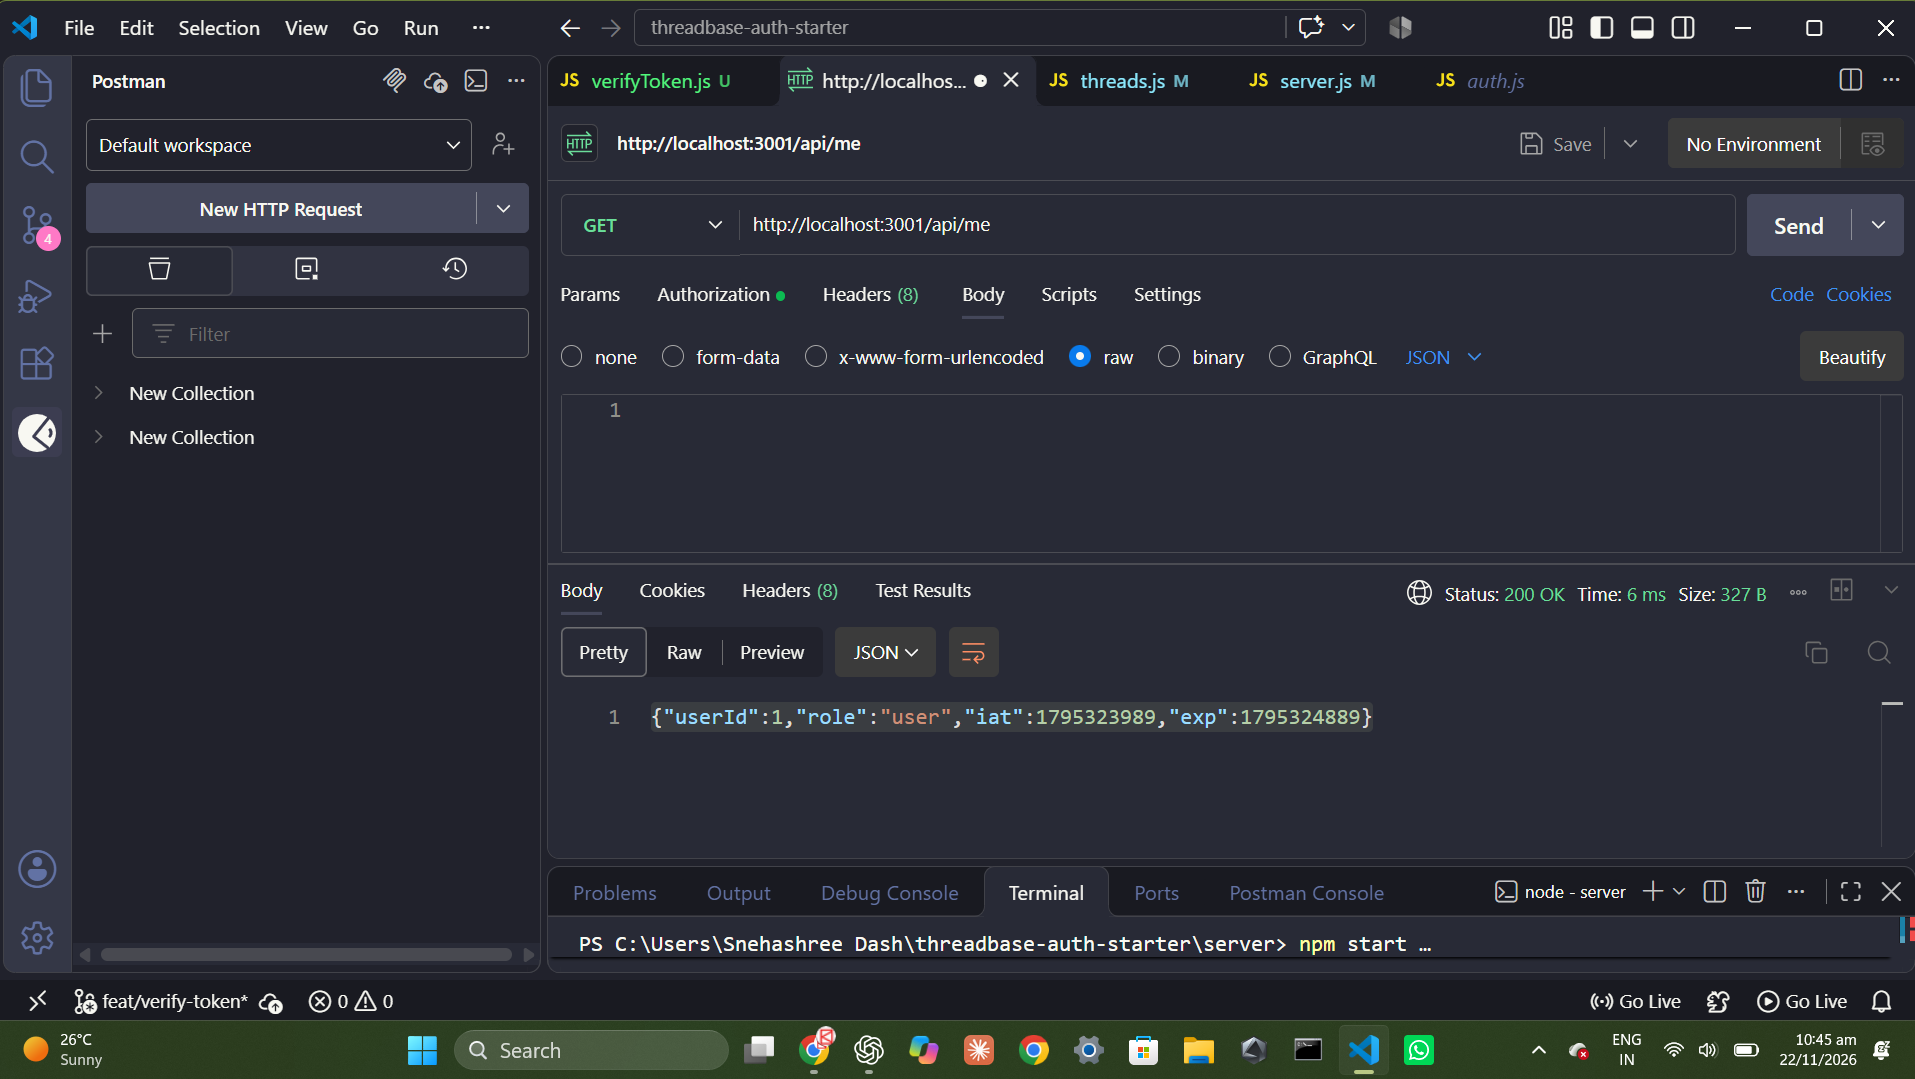 File Edit Selection View Go Run ···
threadbase-auth-starter
Postman
Default workspace
New HTTP Request
Filter
New Collection
New Collection
4
JS verifyToken.js U
HTTP http://localhos...
JS threads.js M
JS server.js M
JS auth.js
HTTP http://localhost:3001/api/me
Save
No Environment
GET http://localhost:3001/api/me
Send
Params Authorization Headers (8) Body Scripts Settings
Code Cookies
none form-data x-www-form-urlencoded raw binary GraphQL JSON
Beautify
1
Body Cookies Headers (8) Test Results
Status: 200 OK Time: 6 ms Size: 327 B
Pretty Raw Preview JSON
1 {"userId":1,"role":"user","iat":1795323989,"exp":1795324889}
Problems Output Debug Console Terminal Ports Postman Console
node - server
PS C:\Users\Snehashree Dash\threadbase-auth-starter\server> npm start …
feat/verify-token* 0 0
Go Live Go Live
26°C
Sunny
Search
ENG
IN
10:45 am
22/11/2026